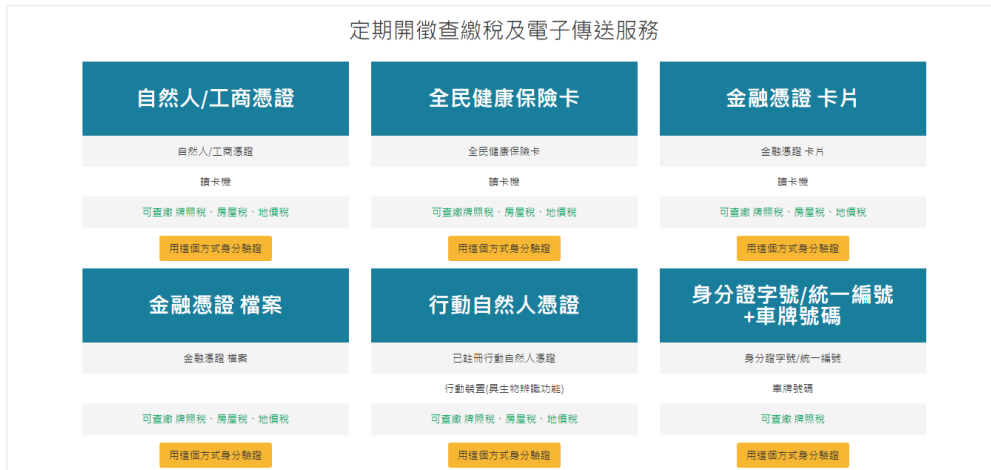 定期開徵查繳稅及電子傳送服務
自然人/工商憑證
自然人/工商憑證
讀卡機
可查繳 牌照稅、房屋稅、地價稅
用這個方式身分驗證
全民健康保險卡
全民健康保險卡
讀卡機
可查繳牌照稅、房屋稅、地價稅
用這個方式身分驗證
金融憑證 卡片
金融憑證 卡片
讀卡機
可查繳 牌照稅、房屋稅、地價稅
用這個方式身分驗證
金融憑證 檔案
金融憑證 檔案
可查繳 牌照稅、房屋稅、地價稅
用這個方式身分驗證
行動自然人憑證
已註冊行動自然人憑證
行動裝置(具生物辨識功能)
可查繳 牌照稅、房屋稅、地價稅
用這個方式身分驗證
身分證字號/統一編號
+車牌號碼
身分證字號/統一編號
車牌號碼
可查繳 牌照稅
用這個方式身分驗證